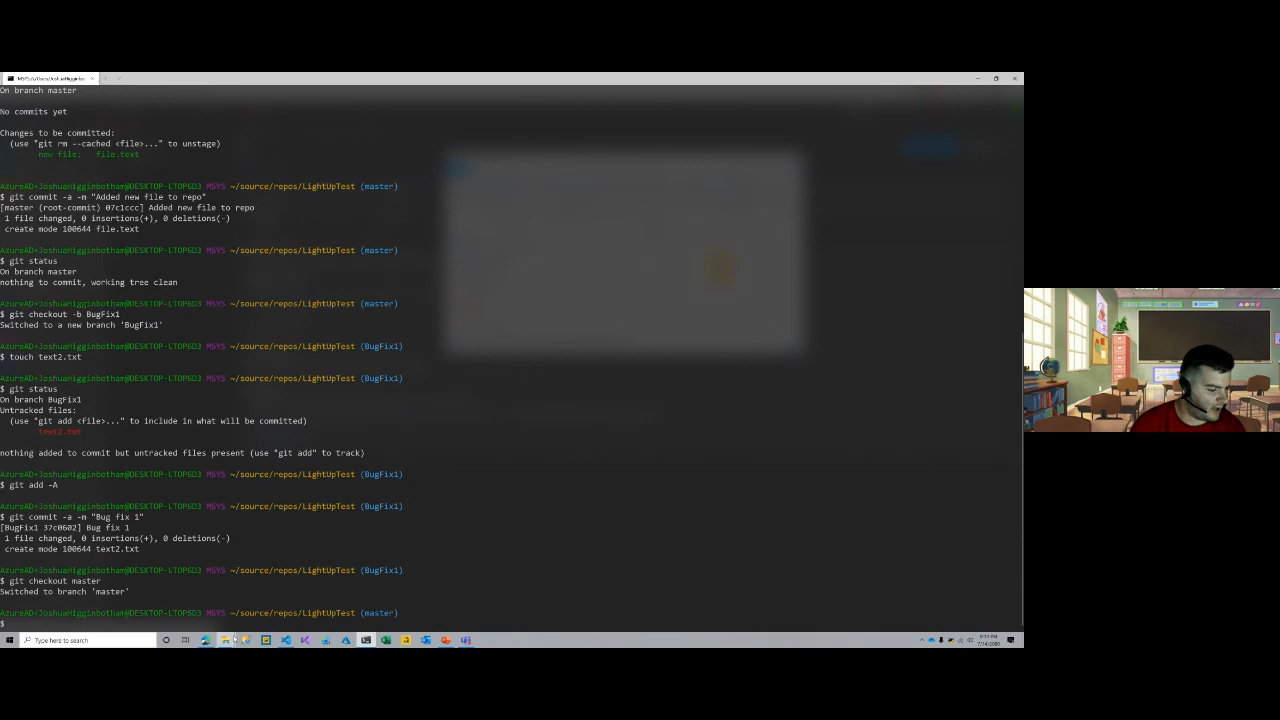 MSYS:/c/Users/JoshuaHigginbot
On branch master
No commits yet
Changes to be committed:
(use "git rm --cached <file>..." to unstage)
new file:   file.text
AzureAD+JoshuaHigginbotham@DESKTOP-LTOP6D3 MSYS ~/source/repos/LightUpTest (master)
$ git commit -a -m "Added new file to repo"
[master (root-commit) 07c1ccc] Added new file to repo
1 file changed, 0 insertions(+), 0 deletions(-)
create mode 100644 file.text
AzureAD+JoshuaHigginbotham@DESKTOP-LTOP6D3 MSYS ~/source/repos/LightUpTest (master)
$ git status
On branch master
nothing to commit, working tree clean
AzureAD+JoshuaHigginbotham@DESKTOP-LTOP6D3 MSYS ~/source/repos/LightUpTest (master)
$ git checkout -b BugFix1
Switched to a new branch 'BugFix1'
AzureAD+JoshuaHigginbotham@DESKTOP-LTOP6D3 MSYS ~/source/repos/LightUpTest (BugFix1)
$ touch text2.txt
AzureAD+JoshuaHigginbotham@DESKTOP-LTOP6D3 MSYS ~/source/repos/LightUpTest (BugFix1)
$ git status
On branch BugFix1
Untracked files:
(use "git add <file>..." to include in what will be committed)
text2.txt
nothing added to commit but untracked files present (use "git add" to track)
AzureAD+JoshuaHigginbotham@DESKTOP-LTOP6D3 MSYS ~/source/repos/LightUpTest (BugFix1)
$ git add -A
AzureAD+JoshuaHigginbotham@DESKTOP-LTOP6D3 MSYS ~/source/repos/LightUpTest (BugFix1)
$ git commit -a -m "Bug fix 1"
[BugFix1 37c0602] Bug fix 1
1 file changed, 0 insertions(+), 0 deletions(-)
create mode 100644 text2.txt
AzureAD+JoshuaHigginbotham@DESKTOP-LTOP6D3 MSYS ~/source/repos/LightUpTest (BugFix1)
$ git checkout master
Switched to branch 'master'
AzureAD+JoshuaHigginbotham@DESKTOP-LTOP6D3 MSYS ~/source/repos/LightUpTest (master)
$
Type here to search
7/14/2020